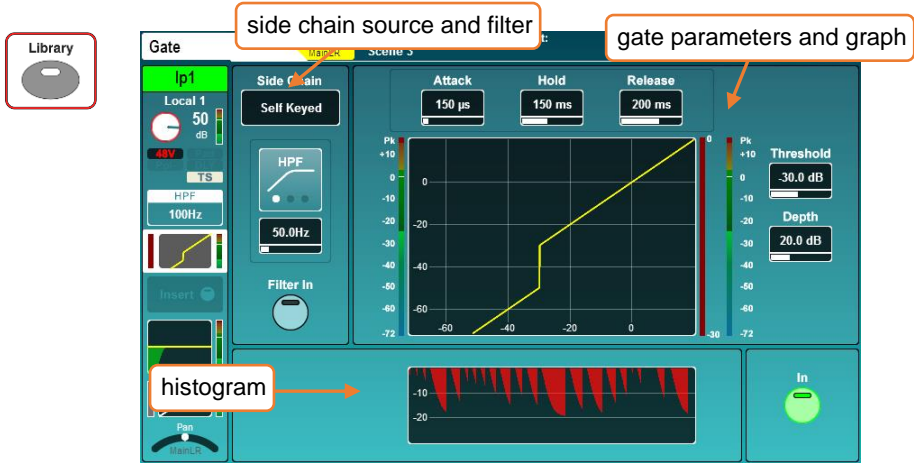 side chain source and filter
gate parameters and graph
Library
Gate
MainLR
Scene 3
Ip1
Local 1
50
dB
48V
TS
HPF
100Hz
Insert
Pan
MainLR
Side Chain
Self Keyed
HPF
50.0Hz
Filter In
Attack
Hold
Release
150 µs
150 ms
200 ms
Pk
+10
0
-10
-20
-30
-40
-50
-60
-72
0
-20
-40
-60
-60
-40
-20
0
0
-30
Pk
+10
0
-10
-20
-30
-40
-50
-60
-72
Threshold
-30.0 dB
Depth
20.0 dB
histogram
-10
-20
In